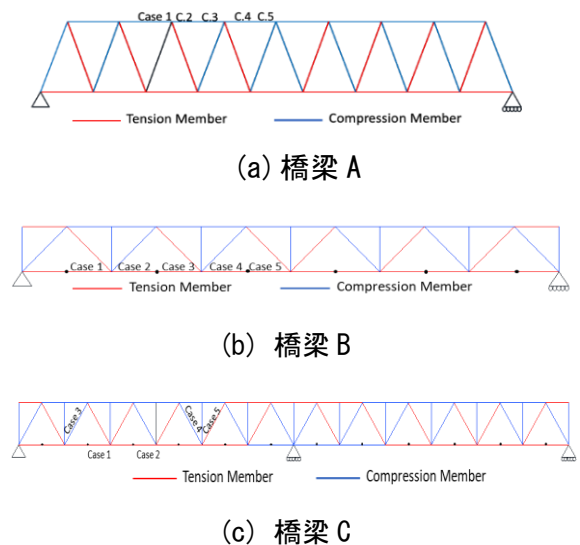 Case 1 C.2 C.3 C.4 C.5
Tension Member Compression Member
(a) 橋梁 A
Case 1 Case 2 Case 3 Case 4 Case 5
Tension Member Compression Member
(b) 橋梁 B
Case 3 Case 4 Case 5
Case 1 Case 2
Tension Member Compression Member
(c) 橋梁 C